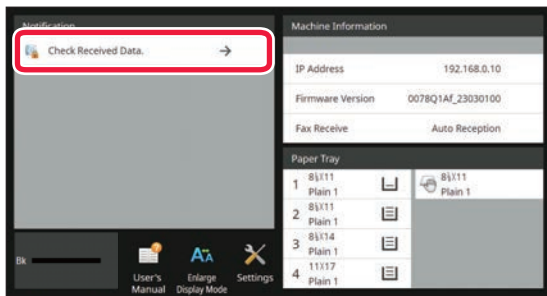 Notification
Check Received Data.
Machine Information
IP Address 192.168.0.10
Firmware Version 0078Q1Af_23030100
Fax Receive Auto Reception
Paper Tray
1 8½X11
Plain 1
2 8½X11
Plain 1
3 8½X14
Plain 1
4 11X17
Plain 1
8½X11
Plain 1
Bk
User's
Manual
Enlarge
Display Mode
Settings